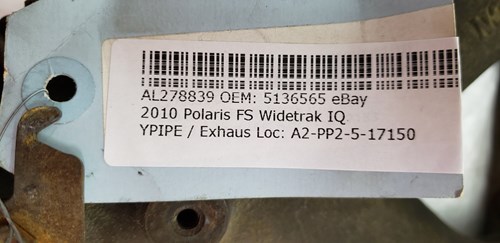 AL278839 OEM: 5136565 eBay
2010 Polaris FS Widetrak IQ
YPIPE / Exhaus Loc: A2-PP2-5-17150